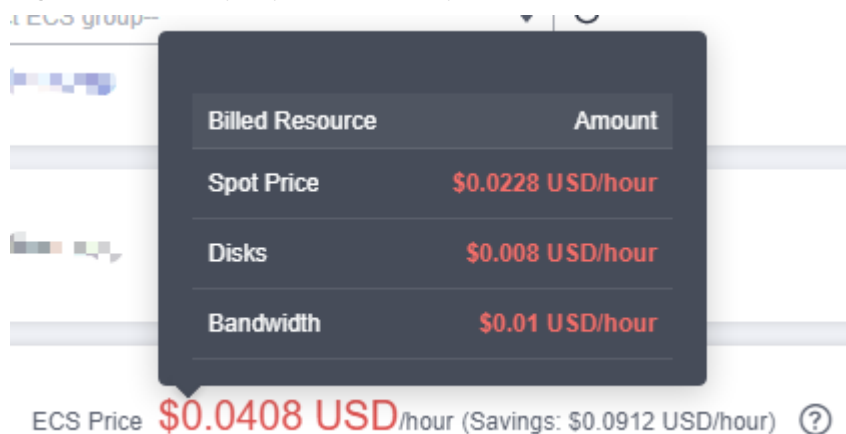 ECS group--
Billed Resource Amount
Spot Price $0.0228 USD/hour
Disks $0.008 USD/hour
Bandwidth $0.01 USD/hour
ECS Price $0.0408 USD/hour (Savings: $0.0912 USD/hour) ?